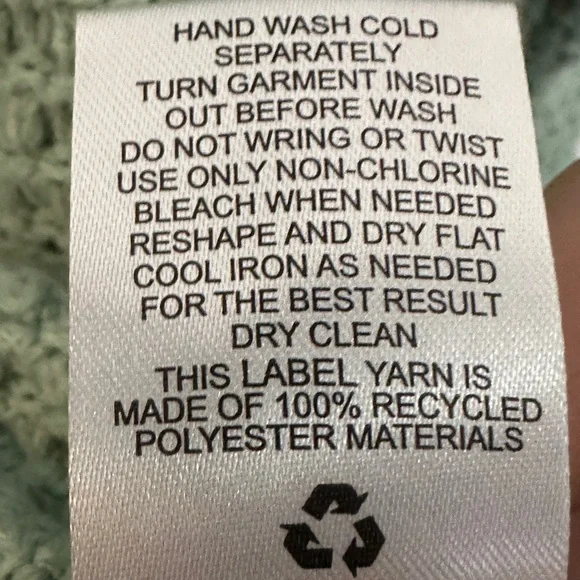 HAND WASH COLD
SEPARATELY
TURN GARMENT INSIDE
OUT BEFORE WASH
DO NOT WRING OR TWIST
USE ONLY NON-CHLORINE
BLEACH WHEN NEEDED
RESHAPE AND DRY FLAT
COOL IRON AS NEEDED
FOR THE BEST RESULT
DRY CLEAN
THIS LABEL YARN IS
MADE OF 100% RECYCLED
POLYESTER MATERIALS